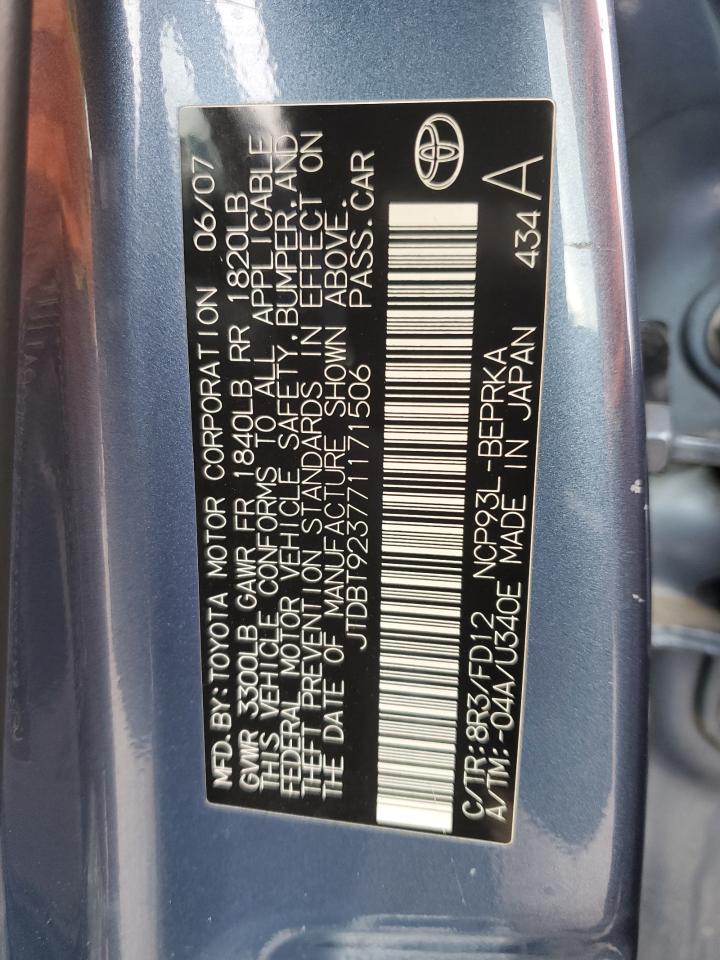 MFD.BY:TOYOTA MOTOR CORPORATION 06/07
GVWR 3300LB GAWR FR 1840LB RR 1820LB
THIS VEHICLE CONFORMS TO ALL APPLICABLE
FEDERAL MOTOR VEHICLE SAFETY,BUMPER,AND
THEFT PREVENTION STANDARDS IN EFFECT ON
THE DATE OF MANUFACTURE SHOWN ABOVE.
JTDBT923771171506 PASS.CAR
C/TR:8R3/FD12 NCP93L-BEPRKA 434 A
A/TM:-04A/U340E MADE IN JAPAN